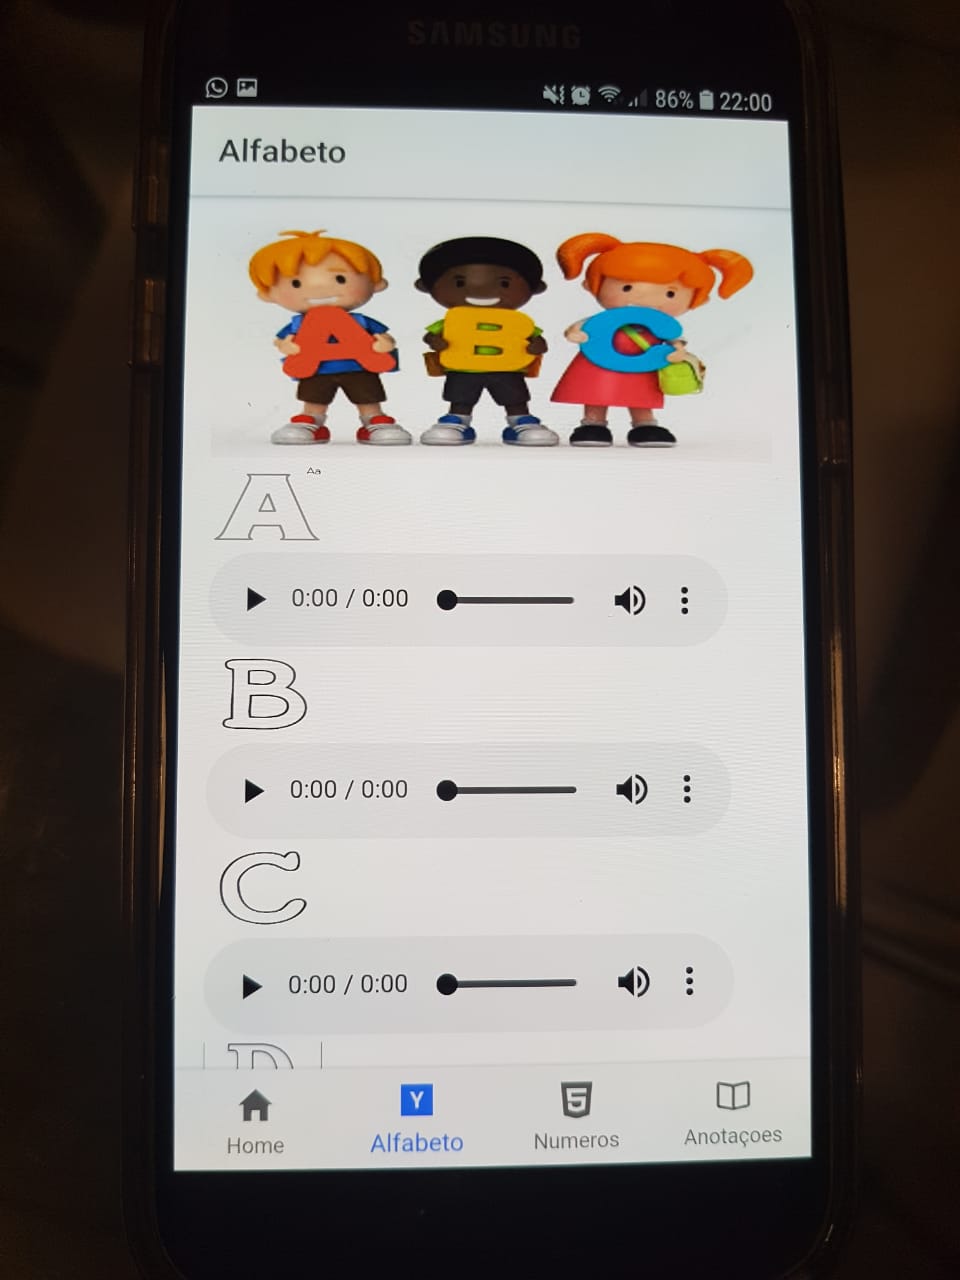 SAMSUNG
86% 22:00
Alfabeto
A B C
Aa
A
0:00 / 0:00
B
0:00 / 0:00
C
0:00 / 0:00
D
Y
5
Home
Alfabeto
Numeros
Anotaçoes